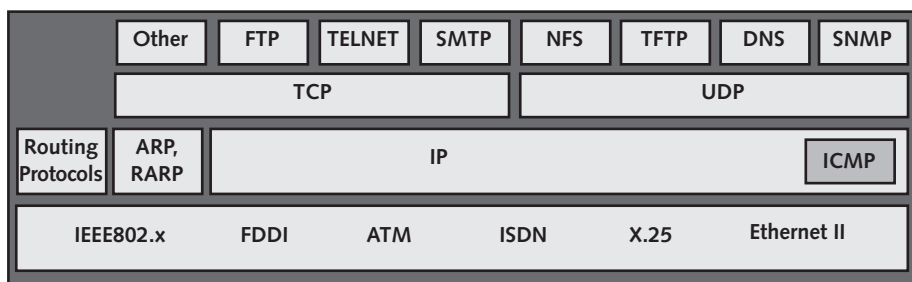 Other FTP TELNET SMTP NFS TFTP DNS SNMP
TCP UDP
Routing Protocols
ARP, RARP
IP
ICMP
IEEE802.x FDDI ATM ISDN X.25 Ethernet II